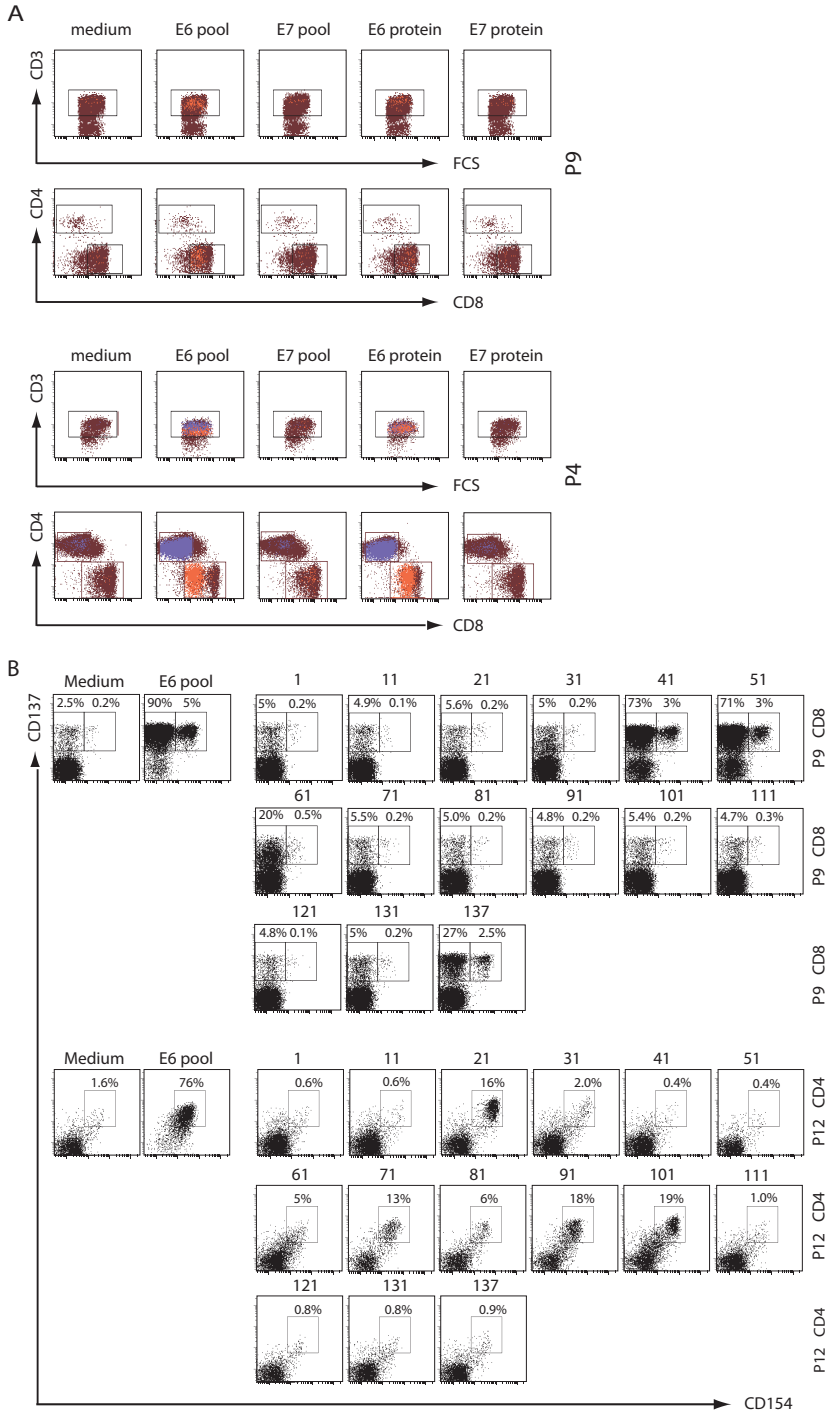 A
medium E6 pool E7 pool E6 protein E7 protein
CD3
FCS
P9
CD4
CD8
medium E6 pool E7 pool E6 protein E7 protein
CD3
FCS
P4
CD4
CD8
B
Medium E6 pool 1 11 21 31 41 51
CD137
2.5% 0.2% 90% 5% 5% 0.2% 4.9% 0.1% 5.6% 0.2% 5% 0.2% 73% 3% 71% 3%
P9 CD8
61 71 81 91 101 111
20% 0.5% 5.5% 0.2% 5.0% 0.2% 4.8% 0.2% 5.4% 0.2% 4.7% 0.3%
P9 CD8
121 131 137
4.8% 0.1% 5% 0.2% 27% 2.5%
P9 CD8
Medium E6 pool 1 11 21 31 41 51
1.6% 76% 0.6% 0.6% 16% 2.0% 0.4% 0.4%
P12 CD4
61 71 81 91 101 111
5% 13% 6% 18% 19% 1.0%
P12 CD4
121 131 137
0.8% 0.8% 0.9%
P12 CD4
CD154